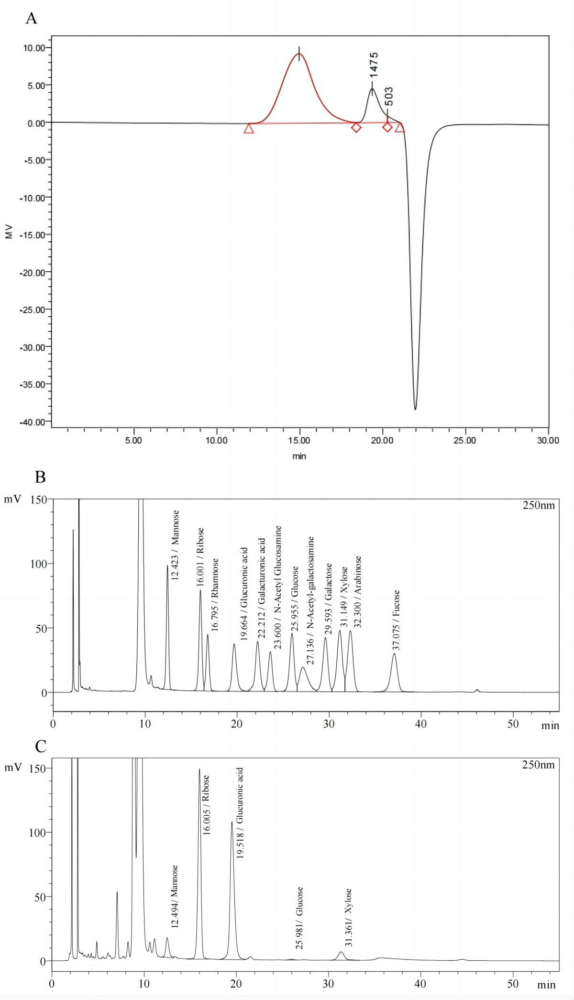 A
10.00
5.00
0.00
-5.00
-10.00
-15.00
-20.00
-25.00
-30.00
-35.00
-40.00
MV
1475
503
5.00
10.00
15.00
20.00
25.00
30.00
min
B
mV
150
100
50
0
250nm
12.423 / Mannose
16.001 / Ribose
16.795 / Rhamnose
19.664 / Glucuronic acid
22.212 / Galacturonic acid
23.600 / N-Acetyl Glucosamine
25.955 / Glucose
27.136 / N-Acetyl-galactosamine
29.593 / Galactose
31.149 / Xylose
32.300 / Arabinose
37.075 / Fucose
0
10
20
30
40
50
min
C
mV
150
100
50
0
250nm
12.494/ Mannose
16.005 / Ribose
19.518 / Glucuronic acid
25.981/ Glucose
31.361/ Xylose
0
10
20
30
40
50
min